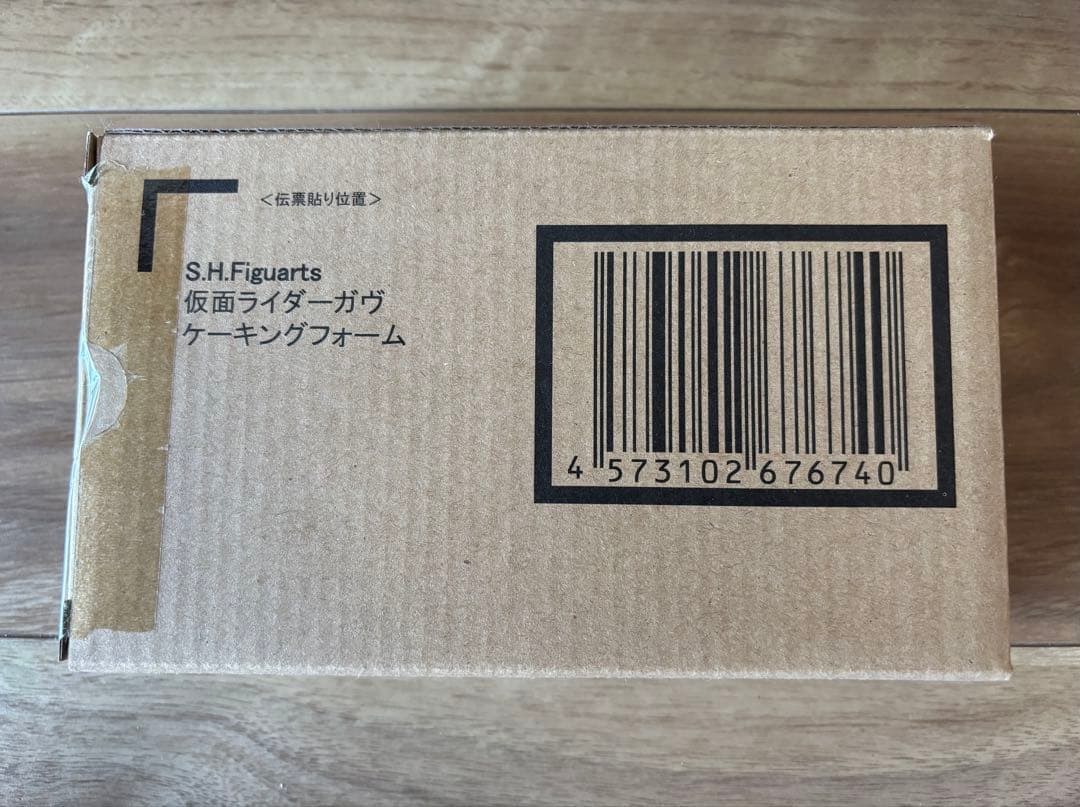 <伝票貼り位置>
S.H.Figuarts
仮面ライダーガヴ
ケーキングフォーム
4 573102 676740